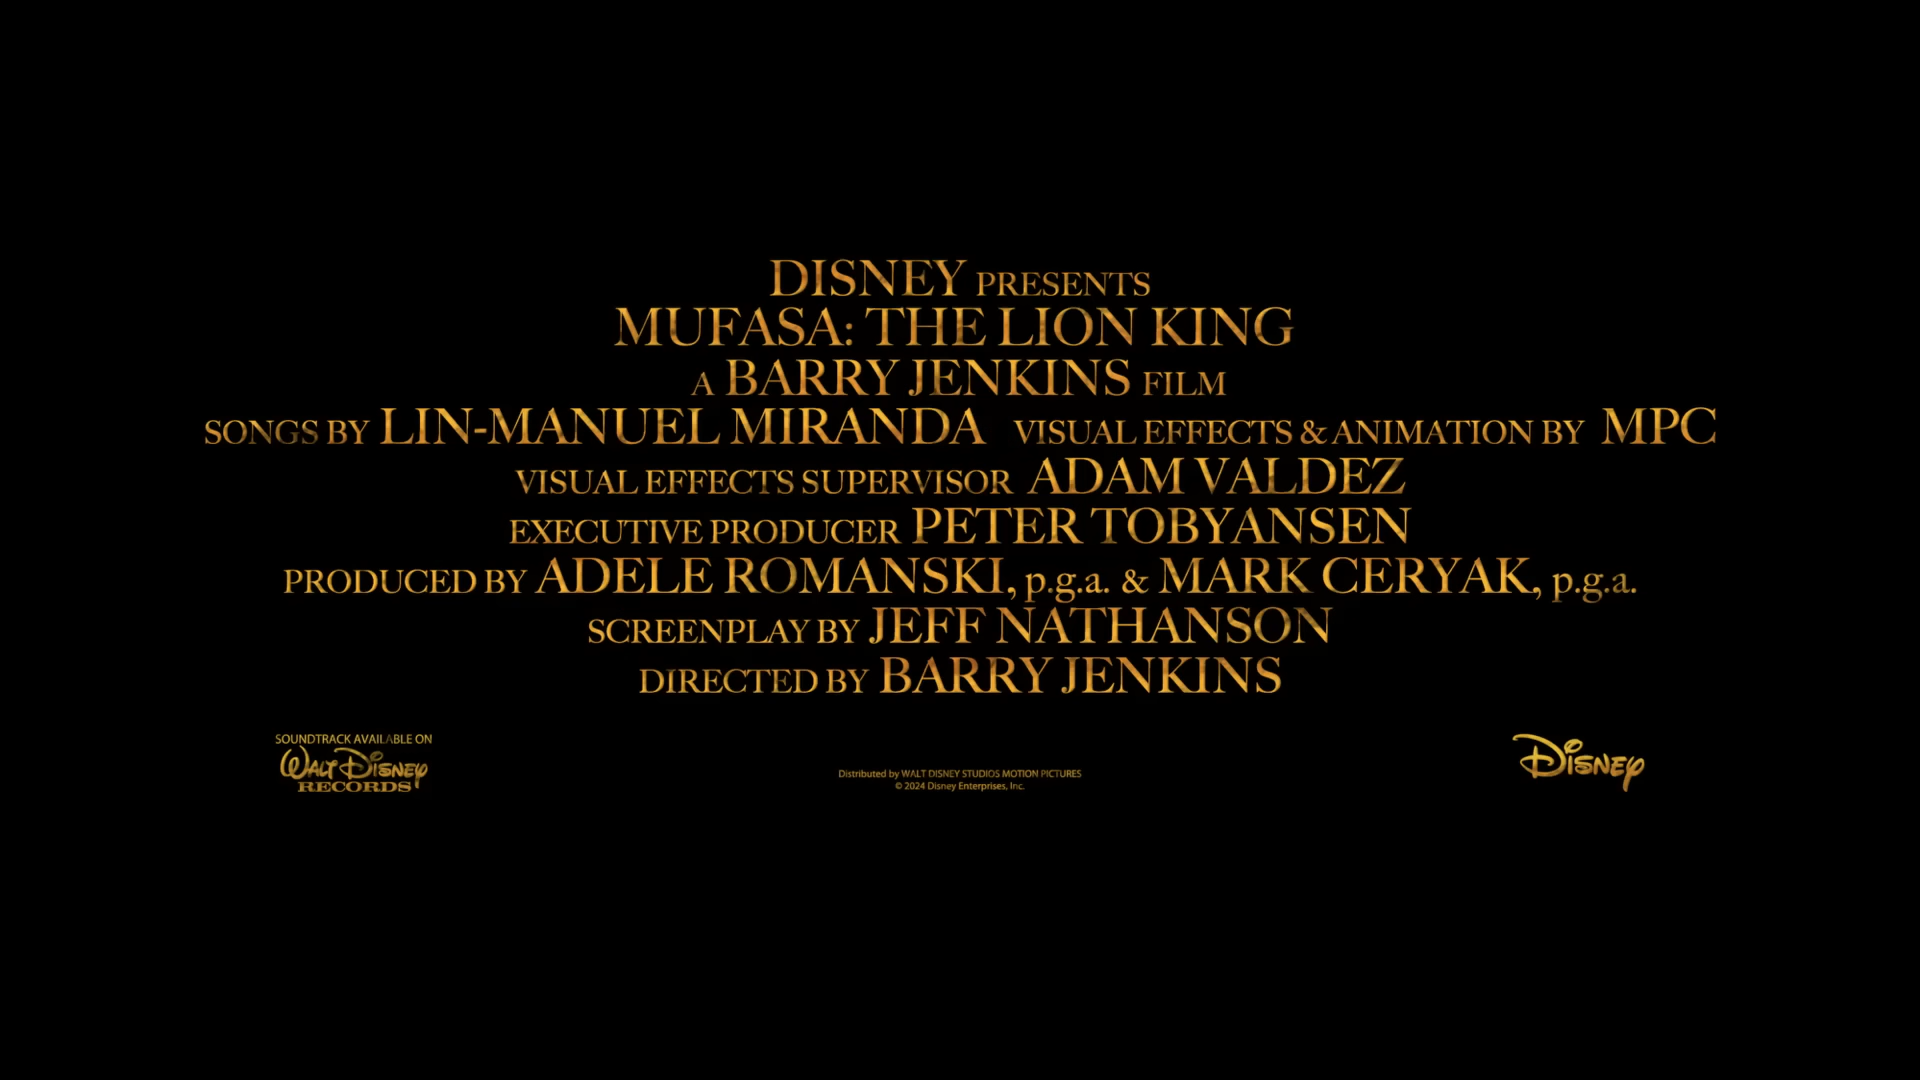 DISNEY PRESENTS
MUFASA: THE LION KING
A BARRY JENKINS FILM
SONGS BY LIN-MANUEL MIRANDA VISUAL EFFECTS & ANIMATION BY MPC
VISUAL EFFECTS SUPERVISOR ADAM VALDEZ
EXECUTIVE PRODUCER PETER TOBYANSEN
PRODUCED BY ADELE ROMANSKI, p.g.a. & MARK CERYAK, p.g.a.
SCREENPLAY BY JEFF NATHANSON
DIRECTED BY BARRY JENKINS
SOUNDTRACK AVAILABLE ON
WALT DISNEY
RECORDS
Distributed by WALT DISNEY STUDIOS MOTION PICTURES
© 2024 Disney Enterprises, Inc.
DISNEY